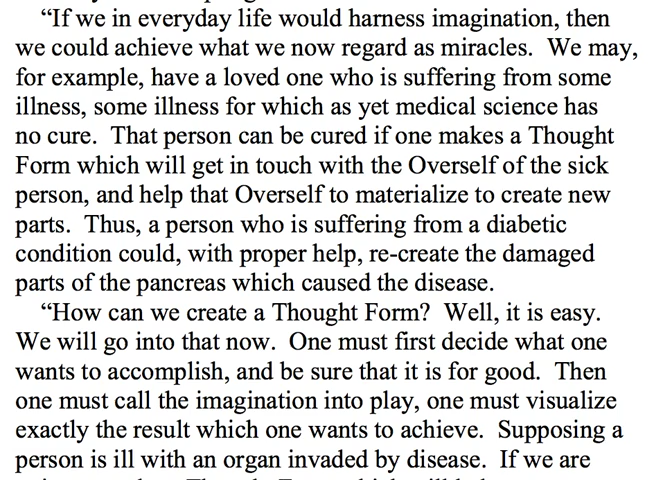 “If we in everyday life would harness imagination, then
we could achieve what we now regard as miracles.  We may,
for example, have a loved one who is suffering from some
illness, some illness for which as yet medical science has
no cure.  That person can be cured if one makes a Thought
Form which will get in touch with the Overself of the sick
person, and help that Overself to materialize to create new
parts.  Thus, a person who is suffering from a diabetic
condition could, with proper help, re-create the damaged
parts of the pancreas which caused the disease.
“How can we create a Thought Form?  Well, it is easy.
We will go into that now.  One must first decide what one
wants to accomplish, and be sure that it is for good.  Then
one must call the imagination into play, one must visualize
exactly the result which one wants to achieve.  Supposing a
person is ill with an organ invaded by disease.  If we are